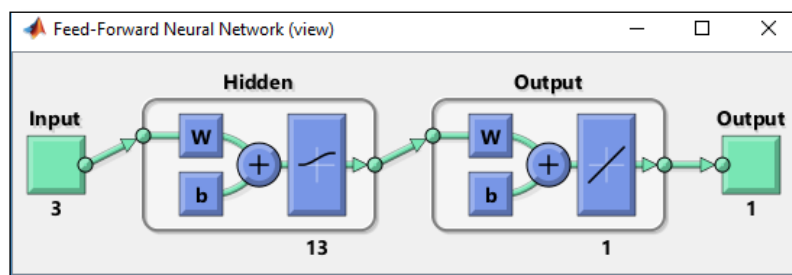 Feed-Forward Neural Network (view)
Hidden
Output
Input
Output
W
b
W
b
3
13
1
1